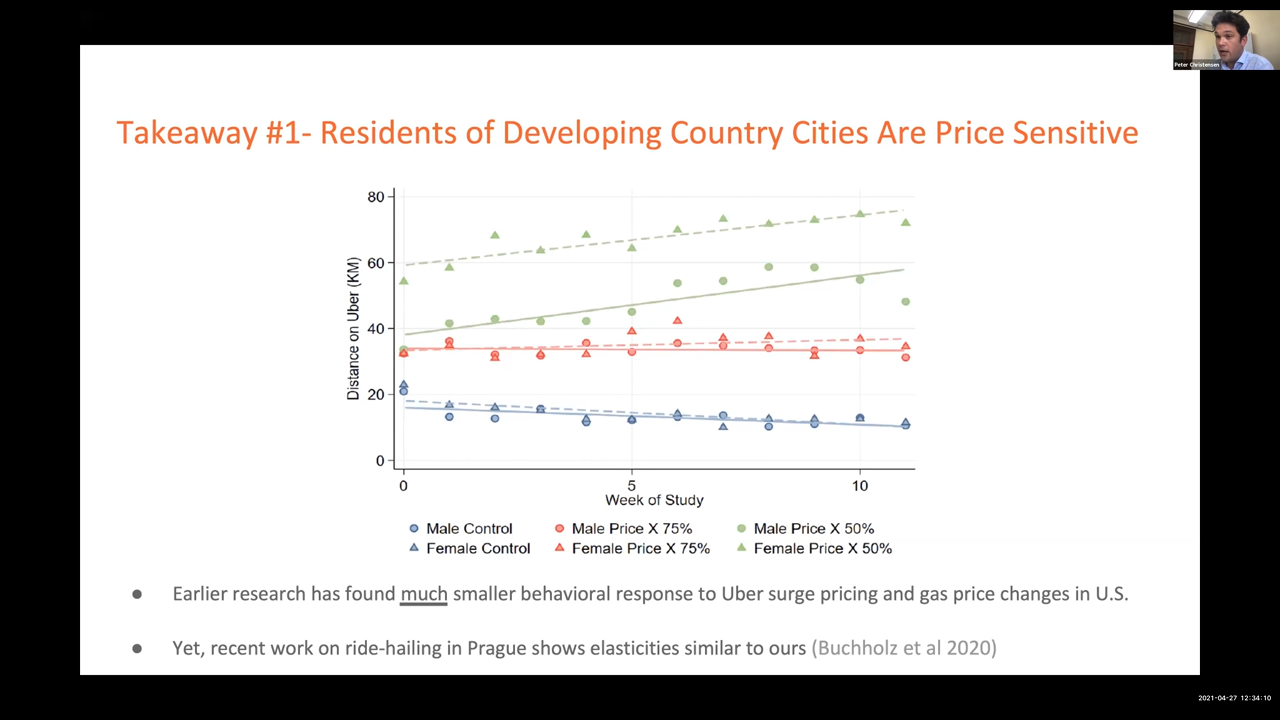 Peter Christensen
Takeaway #1- Residents of Developing Country Cities Are Price Sensitive
80
60
40
20
0
Distance on Uber (KM)
0 5 10
Week of Study
Male Control Male Price X 75% Male Price X 50%
Female Control Female Price X 75% Female Price X 50%
● Earlier research has found much smaller behavioral response to Uber surge pricing and gas price changes in U.S.
● Yet, recent work on ride-hailing in Prague shows elasticities similar to ours (Buchholz et al 2020)
2021-04-27 12:34:10